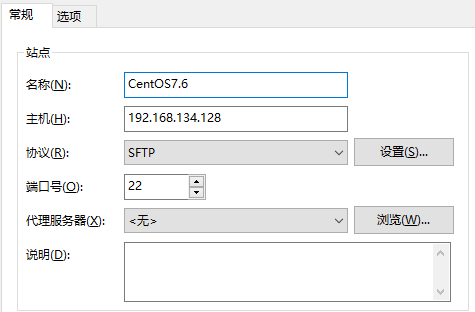 常规 选项
站点
名称(N): CentOS7.6
主机(H): 192.168.134.128
协议(R): SFTP 设置(S)...
端口号(O): 22
代理服务器(X): <无> 浏览(W)...
说明(D):